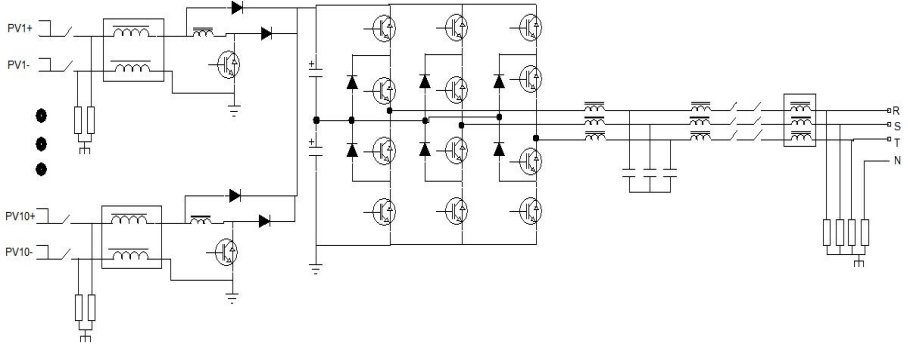 PV1+
PV1-
PV10+
PV10-
+
+
R
S
T
N